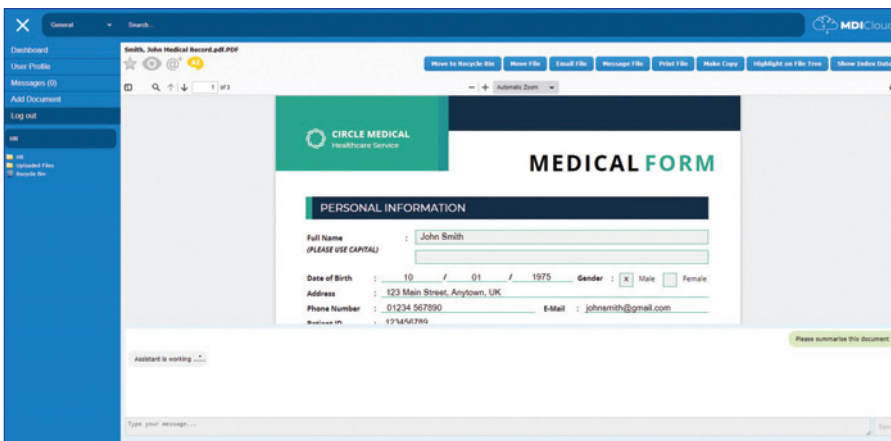 General Search... MDICloud
Dashboard
User Profile
Messages (0)
Add Document
Log out
HR
HR
Uploaded Files
Recycle Bin
Smith, John Medical Record.pdf.PDF
AI
Move to Recycle Bin Move File Email File Message File Print File Make Copy Highlight on File Tree Show Index Data
1 of 3 Automatic Zoom
CIRCLE MEDICAL
Healthcare Service
MEDICAL FORM
PERSONAL INFORMATION
Full Name : John Smith
(PLEASE USE CAPITAL)
Date of Birth : 10 / 01 / 1975 Gender : X Male Female
Address : 123 Main Street, Anytown, UK
Phone Number : 01234 567890 E-Mail : johnsmith@gmail.com
Patient ID 123456789
Please summarise this document
Assistant is working
Type your message...